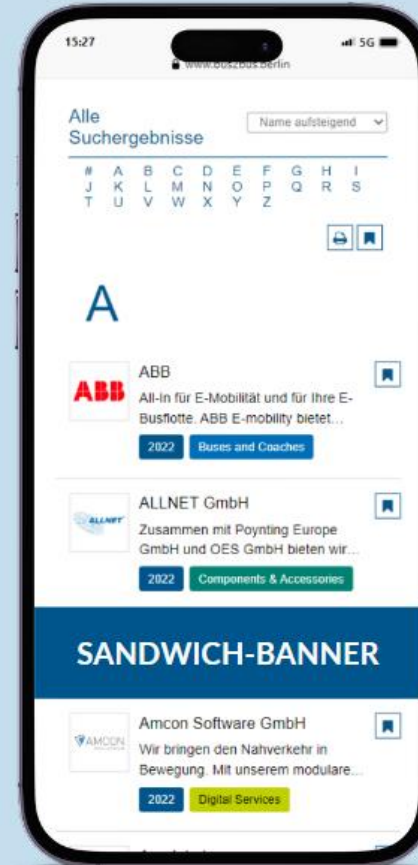 15:27
5G
www.bus2bus.berlin
Alle
Suchergebnisse
Name aufsteigend
# A B C D E F G H I
J K L M N O P Q R S
T U V W X Y Z
A
ABB
ABB
All-in für E-Mobilität und für Ihre E-
Busflotte. ABB E-mobility bietet...
2022 Buses and Coaches
ALLNET
ALLNET GmbH
Zusammen mit Poynting Europe
GmbH und OES GmbH bieten wir...
2022 Components & Accessories
SANDWICH-BANNER
AMCON
Amcon Software GmbH
Wir bringen den Nahverkehr in
Bewegung. Mit unserem modulare...
2022 Digital Services